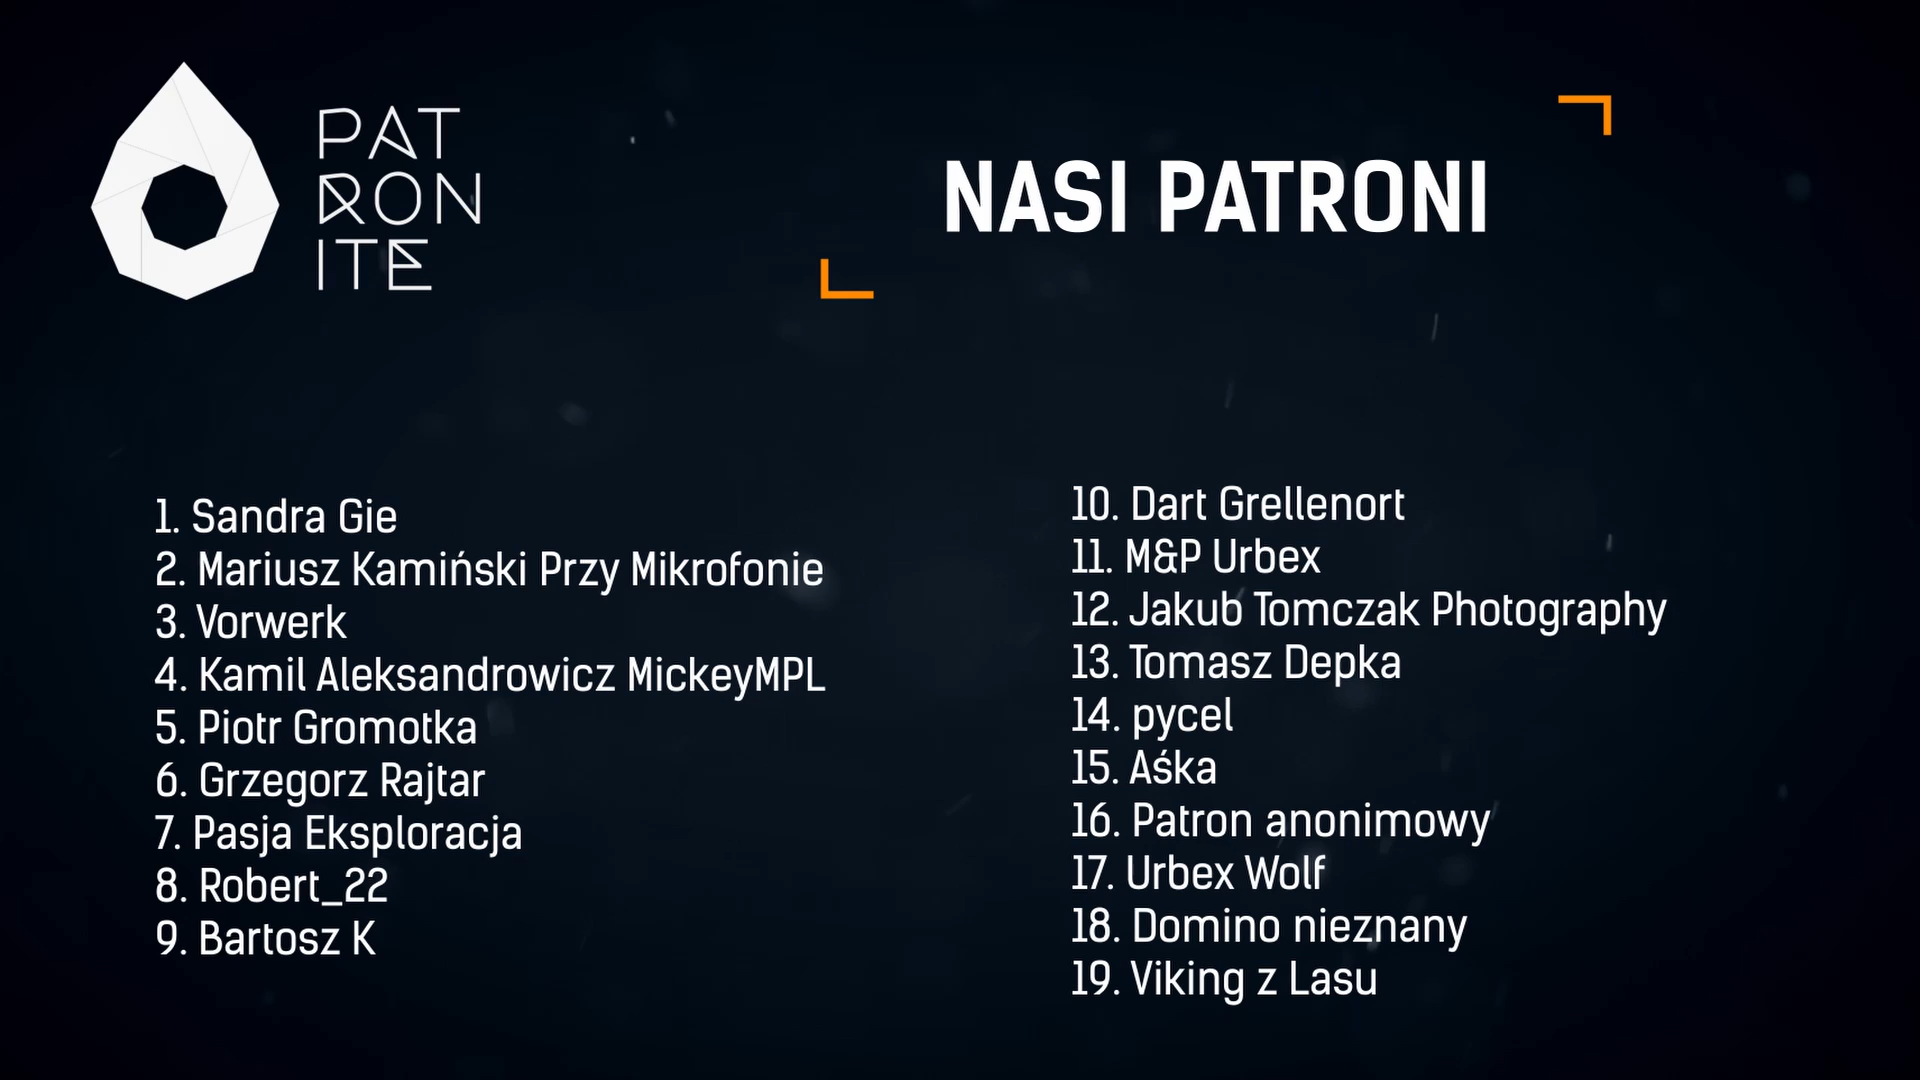 PAT
RON
ITE
NASI PATRONI
1. Sandra Gie
2. Mariusz Kamiński Przy Mikrofonie
3. Vorwerk
4. Kamil Aleksandrowicz MickeyMPL
5. Piotr Gromotka
6. Grzegorz Rajtar
7. Pasja Eksploracja
8. Robert_22
9. Bartosz K
10. Dart Grellenort
11. M&P Urbex
12. Jakub Tomczak Photography
13. Tomasz Depka
14. pycel
15. Aśka
16. Patron anonimowy
17. Urbex Wolf
18. Domino nieznany
19. Viking z Lasu